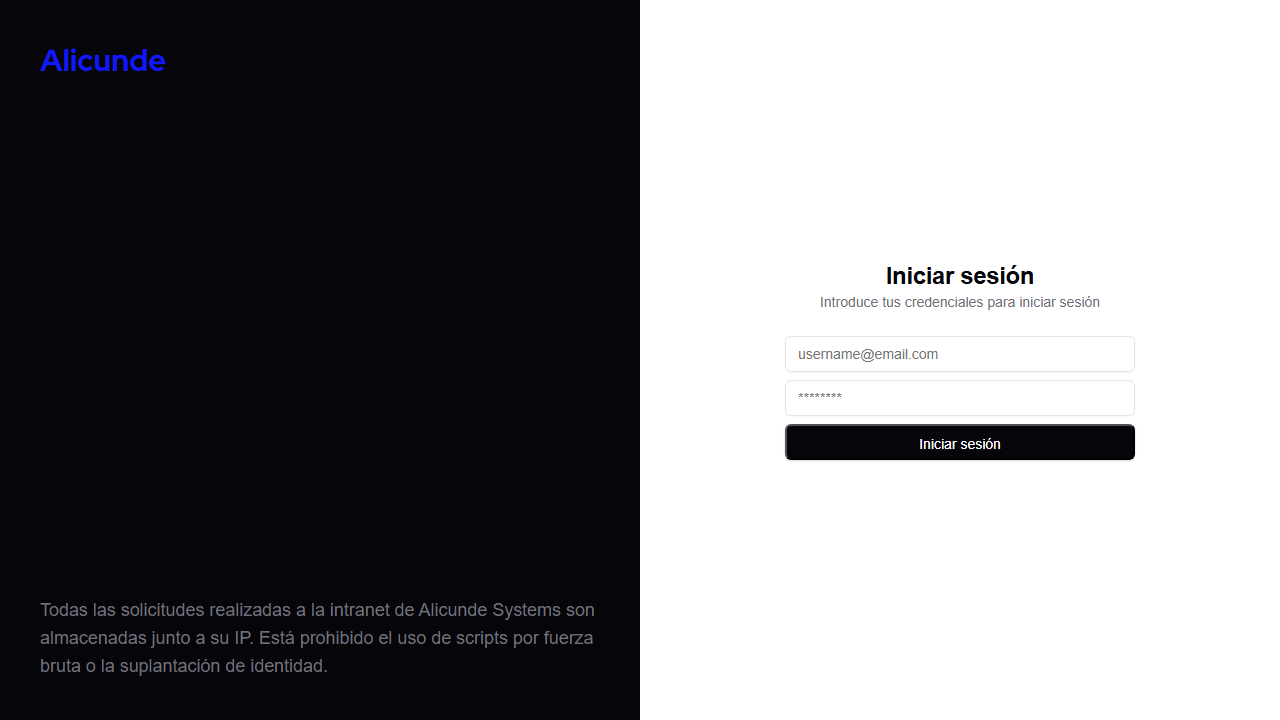 Alicunde
Todas las solicitudes realizadas a la intranet de Alicunde Systems son
almacenadas junto a su IP. Está prohibido el uso de scripts por fuerza
bruta o la suplantación de identidad.
Iniciar sesión
Introduce tus credenciales para iniciar sesión
username@email.com
********
Iniciar sesión